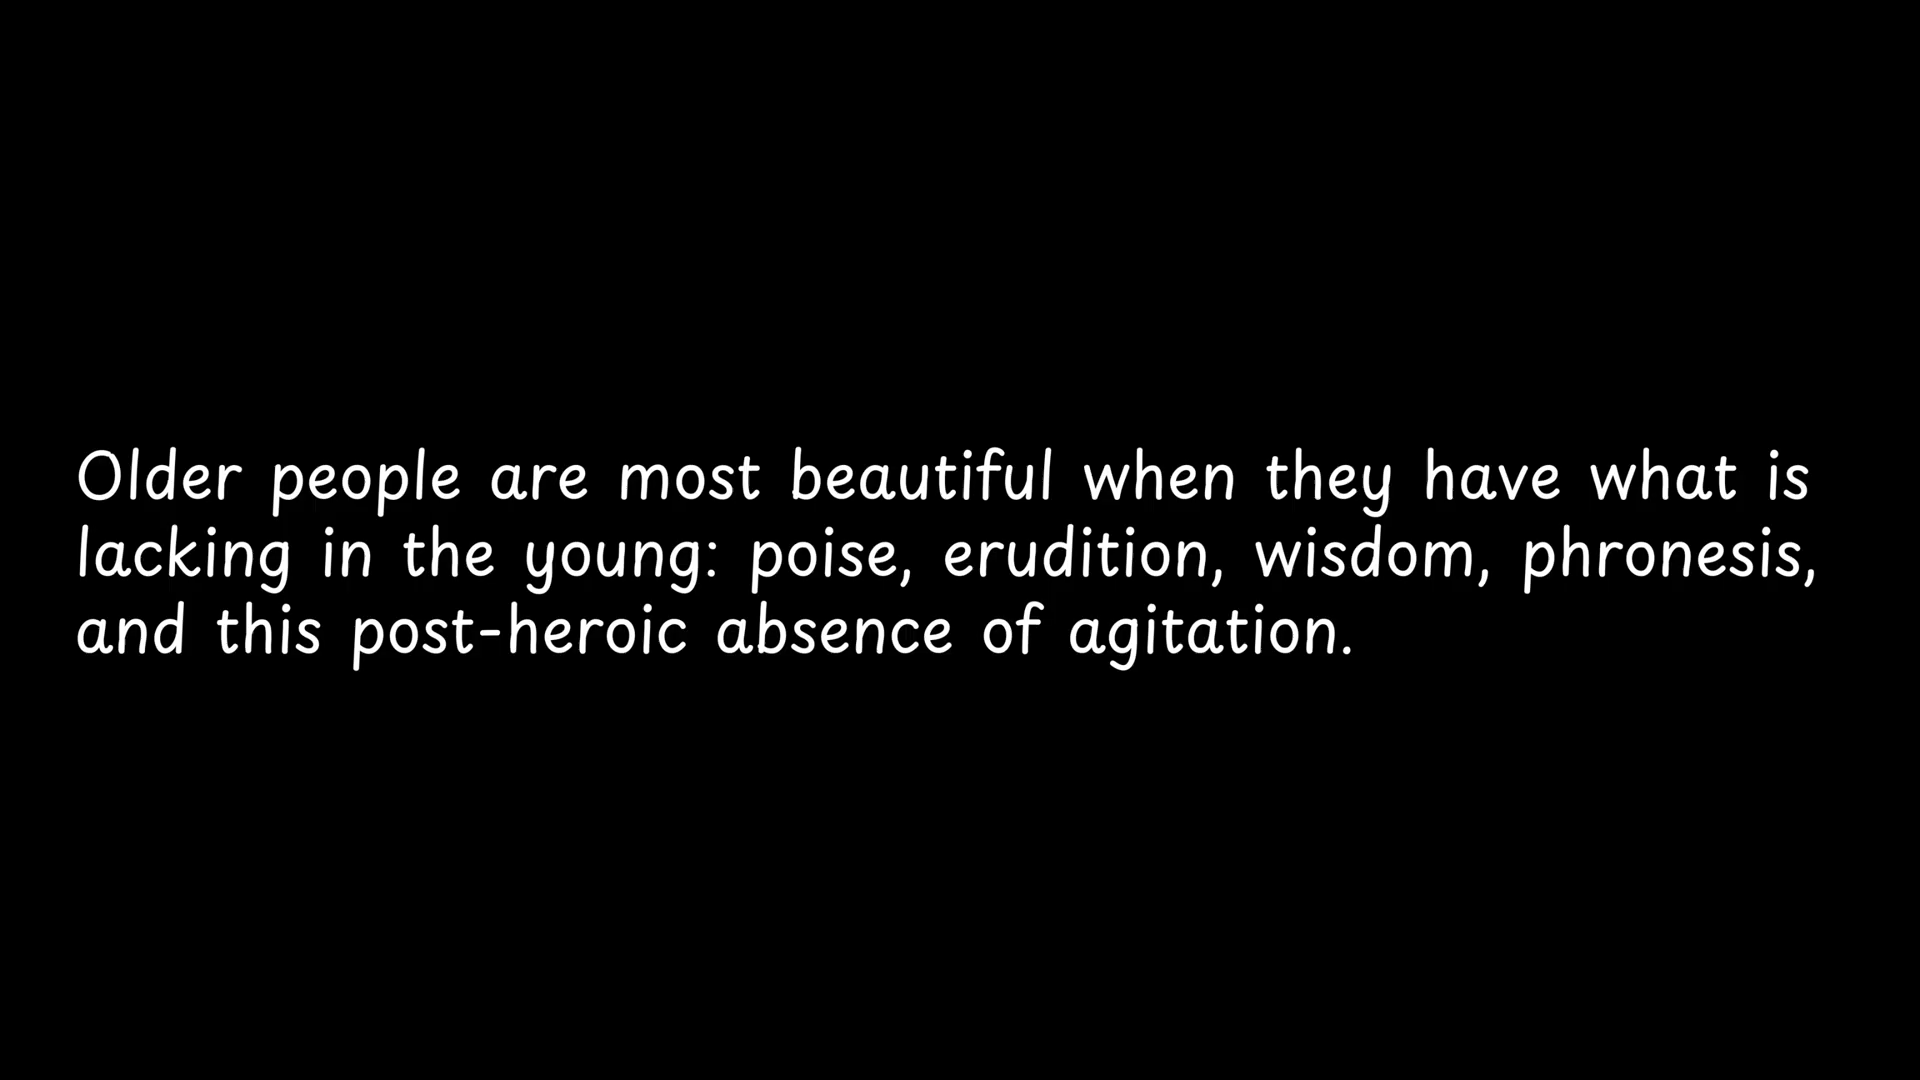 Older people are most beautiful when they have what is
lacking in the young: poise, erudition, wisdom, phronesis,
and this post-heroic absence of agitation.